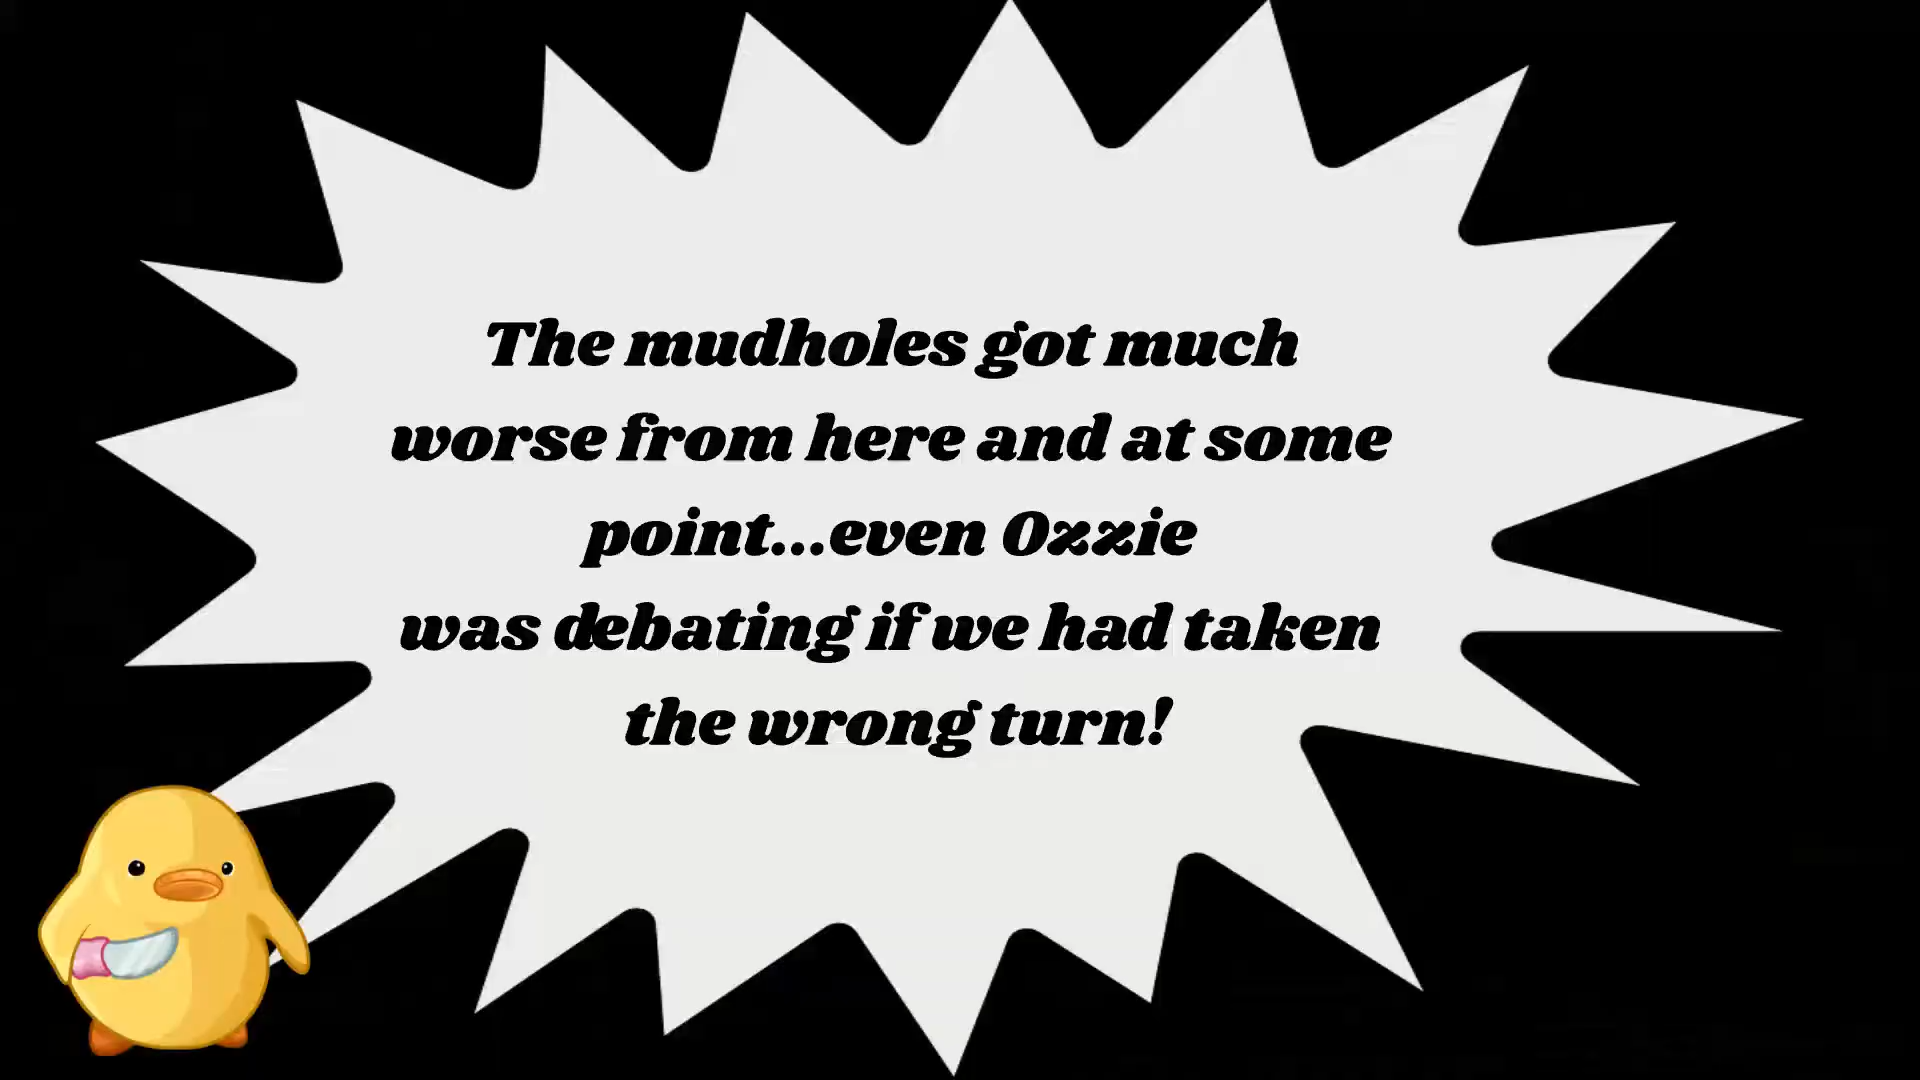 The mudholes got much
worse from here and at some
point...even Ozzie
was debating if we had taken
the wrong turn!